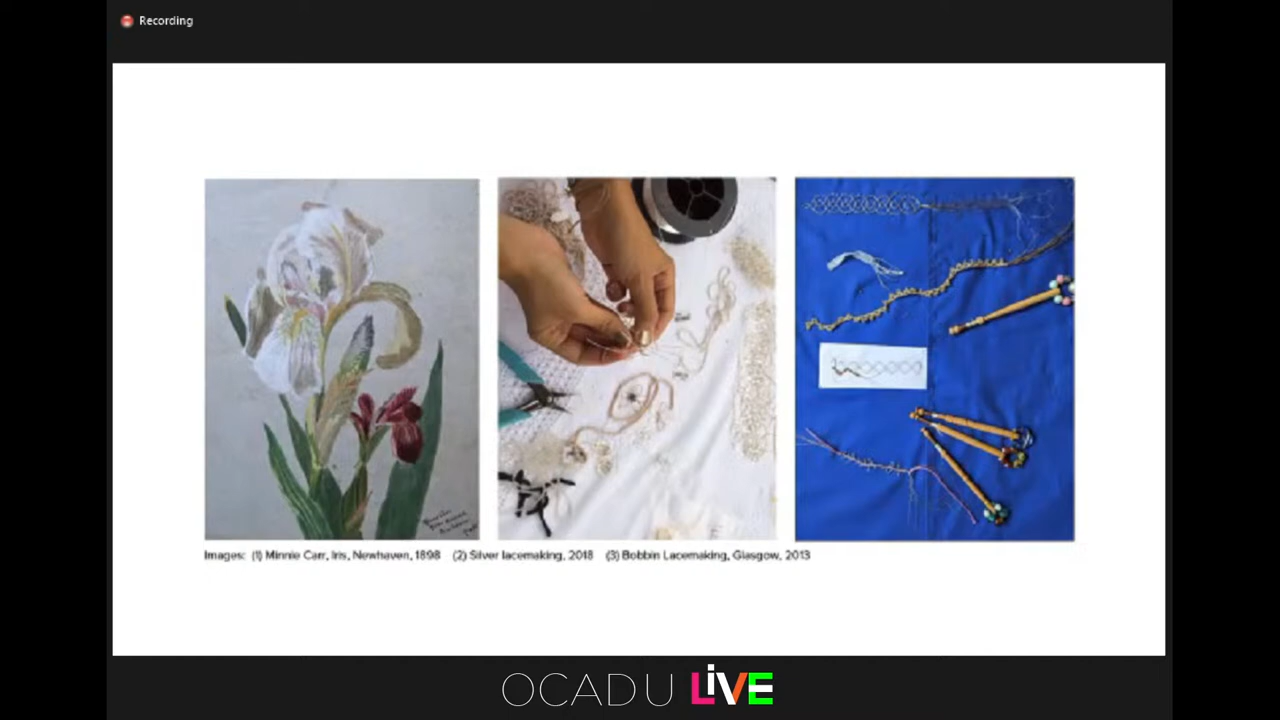 Recording
Images: (1) Minnie Carr, Iris, Newhaven, 1898 (2) Silver lacemaking, 2018 (3) Bobbin Lacemaking, Glasgow, 2013
OCADU LiVE